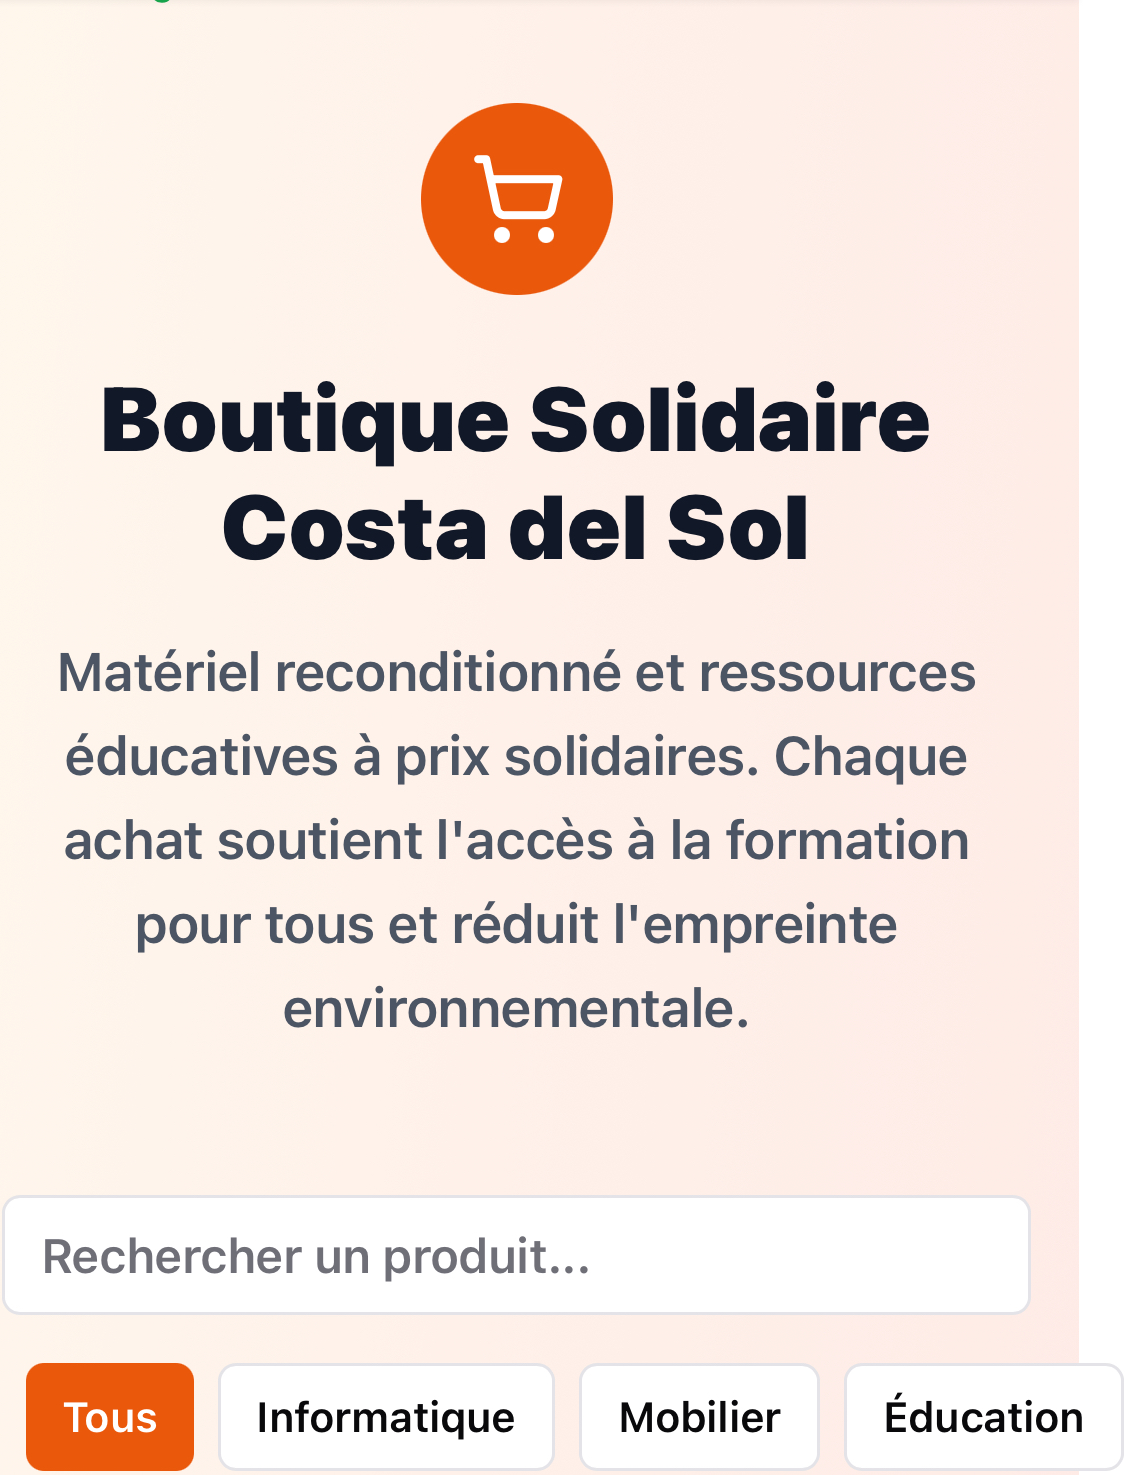 Boutique Solidaire
Costa del Sol
Matériel reconditionné et ressources
éducatives à prix solidaires. Chaque
achat soutient l'accès à la formation
pour tous et réduit l'empreinte
environnementale.
Rechercher un produit...
Tous Informatique Mobilier Éducation